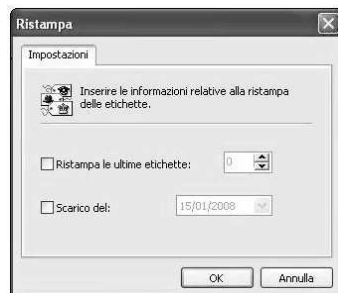 Ristampa
Impostazioni
Inserire le informazioni relative alla ristampa
delle etichette.
Ristampa le ultime etichette: 0
Scarico del: 15/01/2008
OK Annulla